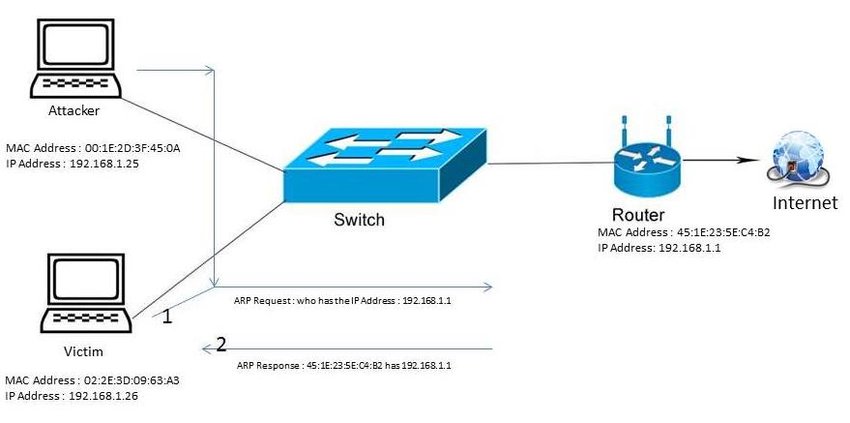 Attacker
MAC Address : 00:1E:2D:3F:45:0A
IP Address : 192.168.1.25
Switch
Router
MAC Address : 45:1E:23:5E:C4:B2
IP Address: 192.168.1.1
Internet
1
ARP Request : who has the IP Address : 192.168.1.1
2
ARP Response : 45:1E:23:5E:C4:B2 has 192.168.1.1
Victim
MAC Address : 02:2E:3D:09:63:A3
IP Address : 192.168.1.26